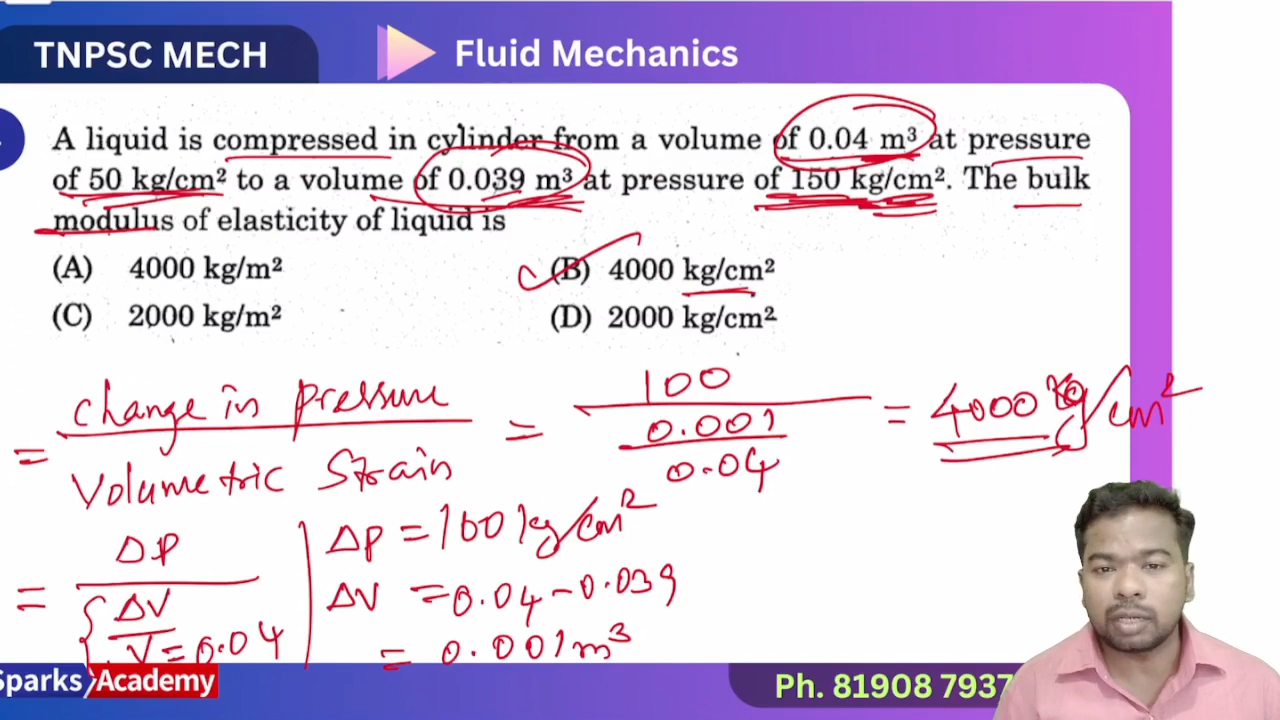 TNPSC MECH
Fluid Mechanics
A liquid is compressed in cylinder from a volume of 0.04 m³ at pressure
of 50 kg/cm² to a volume of 0.039 m³ at pressure of 150 kg/cm². The bulk
modulus of elasticity of liquid is
(A) 4000 kg/m² (B) 4000 kg/cm²
(C) 2000 kg/m² (D) 2000 kg/cm²
= change in pressure / Volumetric Strain = 100 / 0.001 / 0.04 = 4000 kg/cm²
= ΔP / ΔV / V = 0.04
ΔP = 100 kg/cm²
ΔV = 0.04 - 0.039
= 0.001 m³
Sparks Academy
Ph. 81908 7937